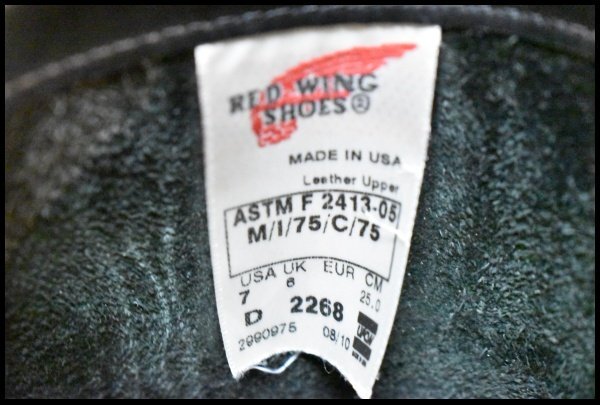 RED WING
SHOES®
MADE IN USA
Leather Upper
ASTM F 2413-05
M/I/75/C/75
USA UK EUR CM
7 6 25.0
D 2268
2990975 08/10